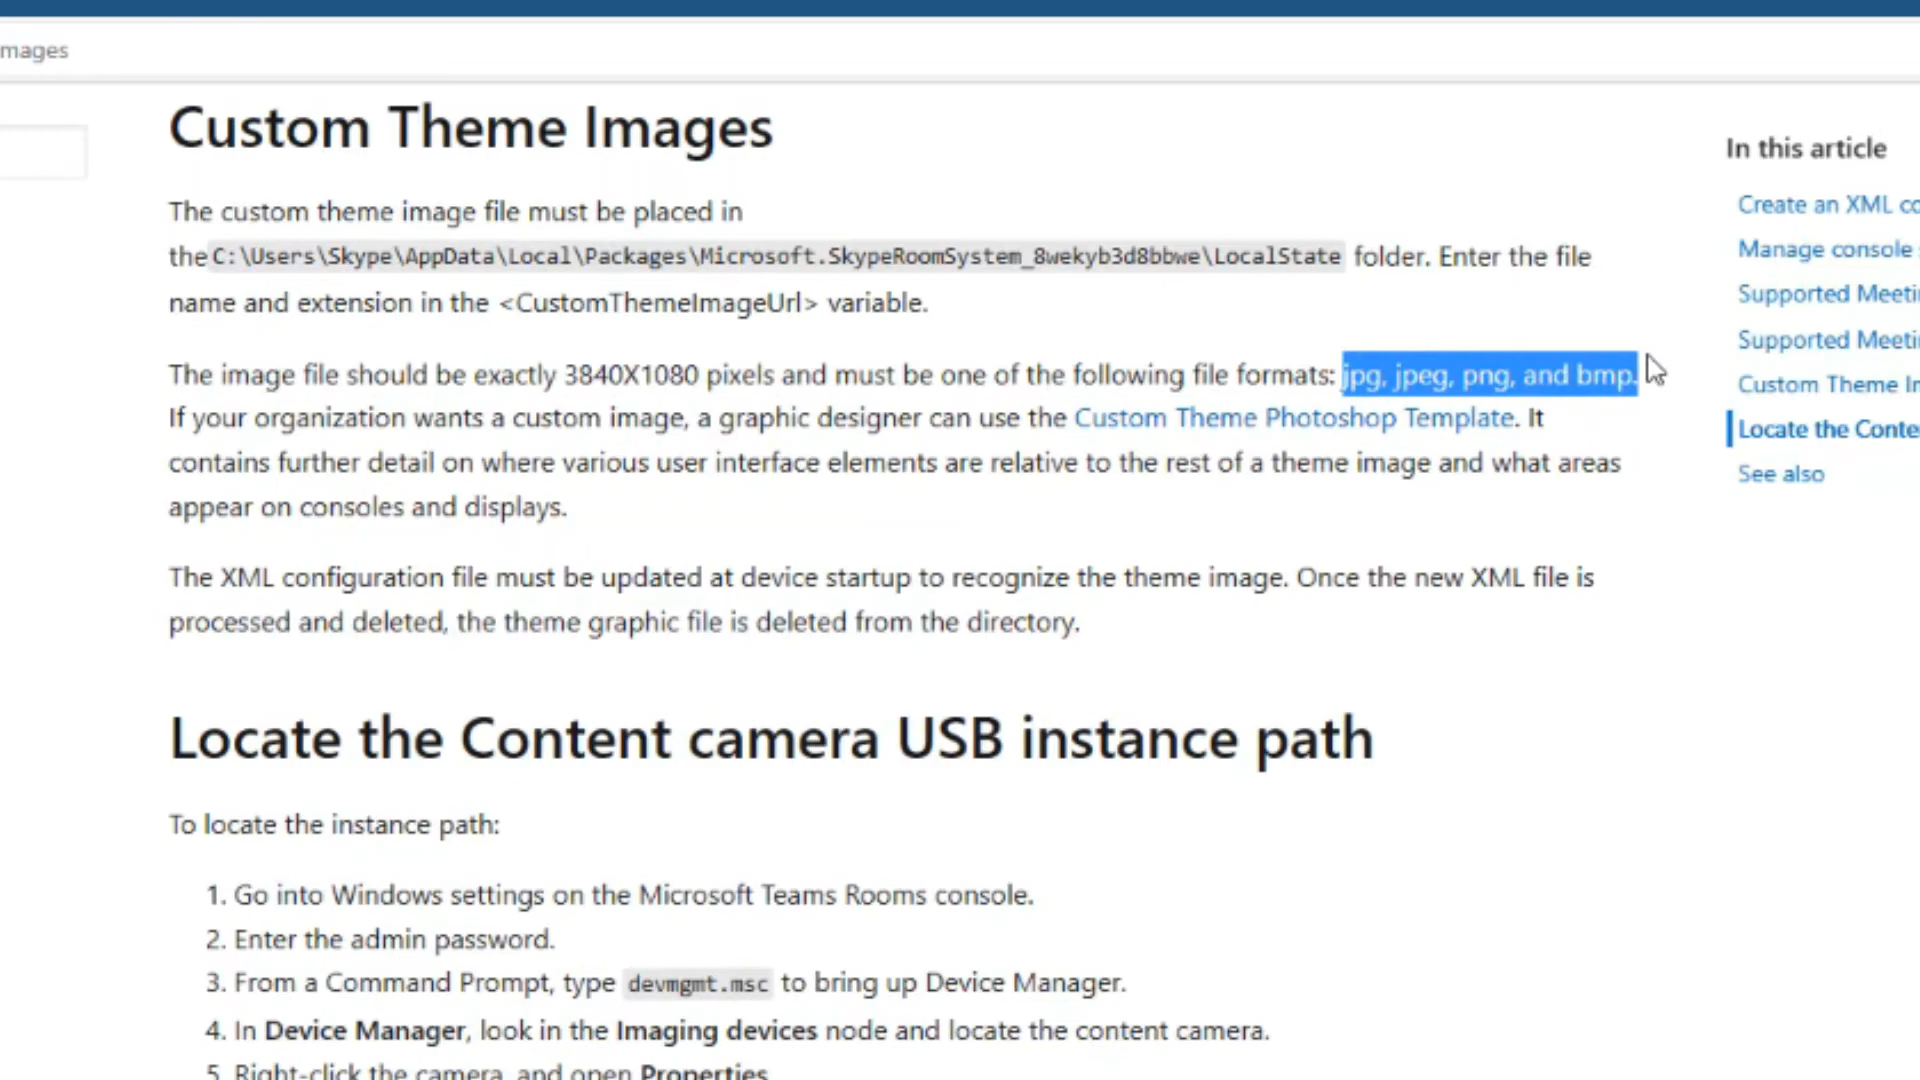 mages
Custom Theme Images
The custom theme image file must be placed in
the C:\Users\Skype\AppData\Local\Packages\Microsoft.SkypeRoomSystem_8wekyb3d8bbwe\LocalState folder. Enter the file
name and extension in the <CustomThemeImageUrl> variable.
The image file should be exactly 3840X1080 pixels and must be one of the following file formats: jpg, jpeg, png, and bmp.
If your organization wants a custom image, a graphic designer can use the Custom Theme Photoshop Template. It
contains further detail on where various user interface elements are relative to the rest of a theme image and what areas
appear on consoles and displays.
The XML configuration file must be updated at device startup to recognize the theme image. Once the new XML file is
processed and deleted, the theme graphic file is deleted from the directory.
Locate the Content camera USB instance path
To locate the instance path:
1. Go into Windows settings on the Microsoft Teams Rooms console.
2. Enter the admin password.
3. From a Command Prompt, type devmgmt.msc to bring up Device Manager.
4. In Device Manager, look in the Imaging devices node and locate the content camera.
5. Right-click the camera, and open Properties
In this article
Create an XML co
Manage console
Supported Meeti
Supported Meeti
Custom Theme I
Locate the Conte
See also